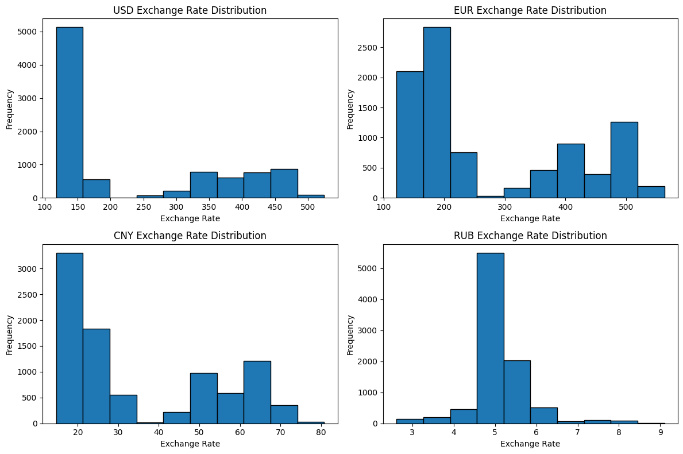 USD Exchange Rate Distribution
EUR Exchange Rate Distribution
Frequency
5000
4000
3000
2000
1000
0
100 150 200 250 300 350 400 450 500
Exchange Rate
Frequency
2500
2000
1500
1000
500
0
100 200 300 400 500
Exchange Rate
CNY Exchange Rate Distribution
RUB Exchange Rate Distribution
Frequency
3000
2500
2000
1500
1000
500
0
20 30 40 50 60 70 80
Exchange Rate
Frequency
5000
4000
3000
2000
1000
0
3 4 5 6 7 8 9
Exchange Rate